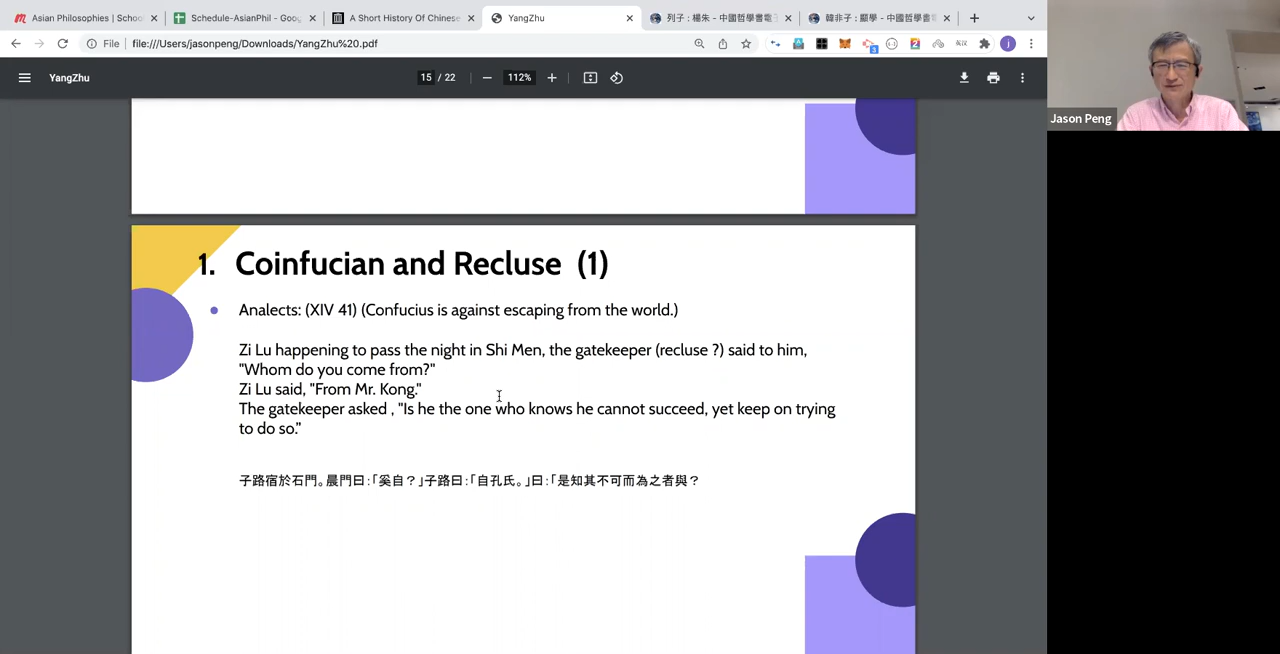 Asian Philosophies | Schoo
Schedule-AsianPhil - Goog
A Short History Of Chinese
YangZhu
列子 : 楊朱 - 中國哲學書電
韓非子 : 顯學 - 中國哲學書電
File
file:///Users/jasonpeng/Downloads/YangZhu%20.pdf
3
j
YangZhu
15 / 22
112%
Jason Peng
1. Coinfucian and Recluse (1)
Analects: (XIV 41) (Confucius is against escaping from the world.)
Zi Lu happening to pass the night in Shi Men, the gatekeeper (recluse ?) said to him,
"Whom do you come from?"
Zi Lu said, "From Mr. Kong."
The gatekeeper asked , "Is he the one who knows he cannot succeed, yet keep on trying
to do so."
子路宿於石門。晨門曰：「奚自？」子路曰：「自孔氏。」曰：「是知其不可而為之者與？